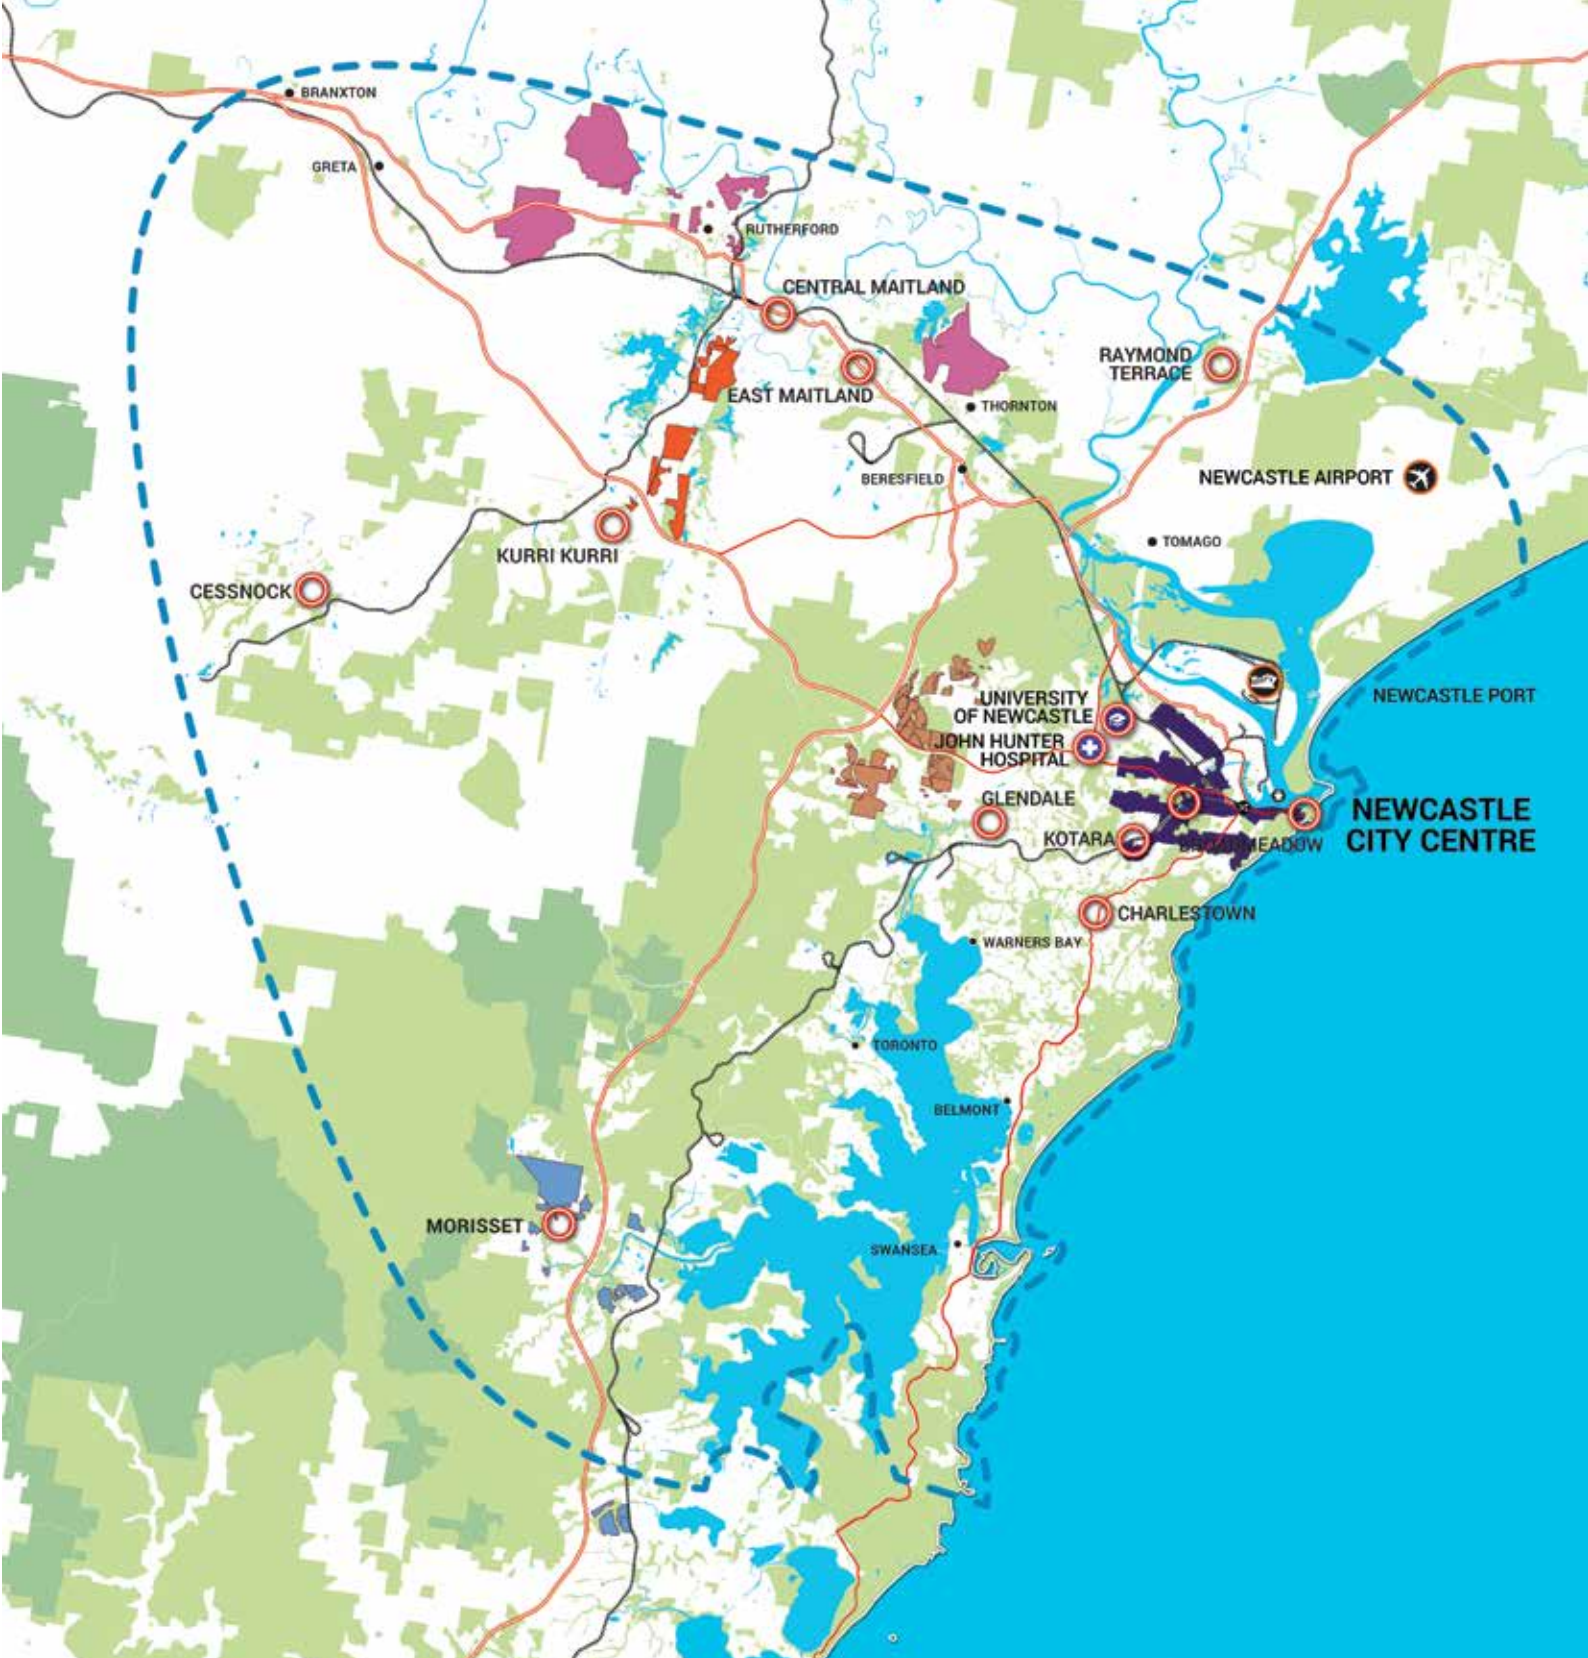 BRANXTON
GRETA
RUTHERFORD
CENTRAL MAITLAND
RAYMOND
TERRACE
EAST MAITLAND
THORNTON
BERESFIELD
NEWCASTLE AIRPORT
TOMAGO
KURRI KURRI
CESSNOCK
NEWCASTLE PORT
UNIVERSITY
OF NEWCASTLE
JOHN HUNTER
HOSPITAL
GLENDALE
KOTARA
BROADMEADOW
NEWCASTLE
CITY CENTRE
CHARLESTOWN
WARNERS BAY
TORONTO
BELMONT
MORISSET
SWANSEA